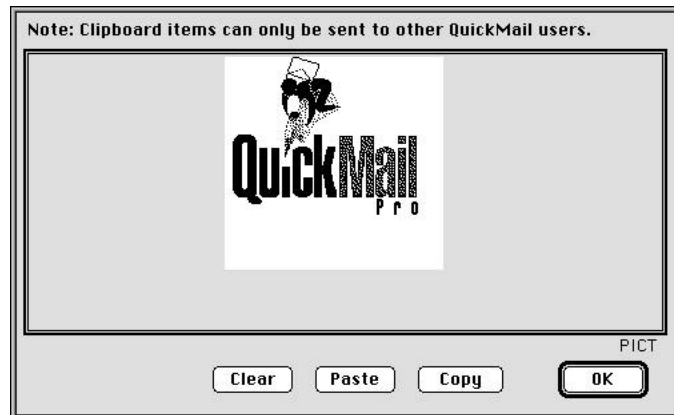 Note: Clipboard items can only be sent to other QuickMail users.
QuickMail
Pro
PICT
Clear Paste Copy OK